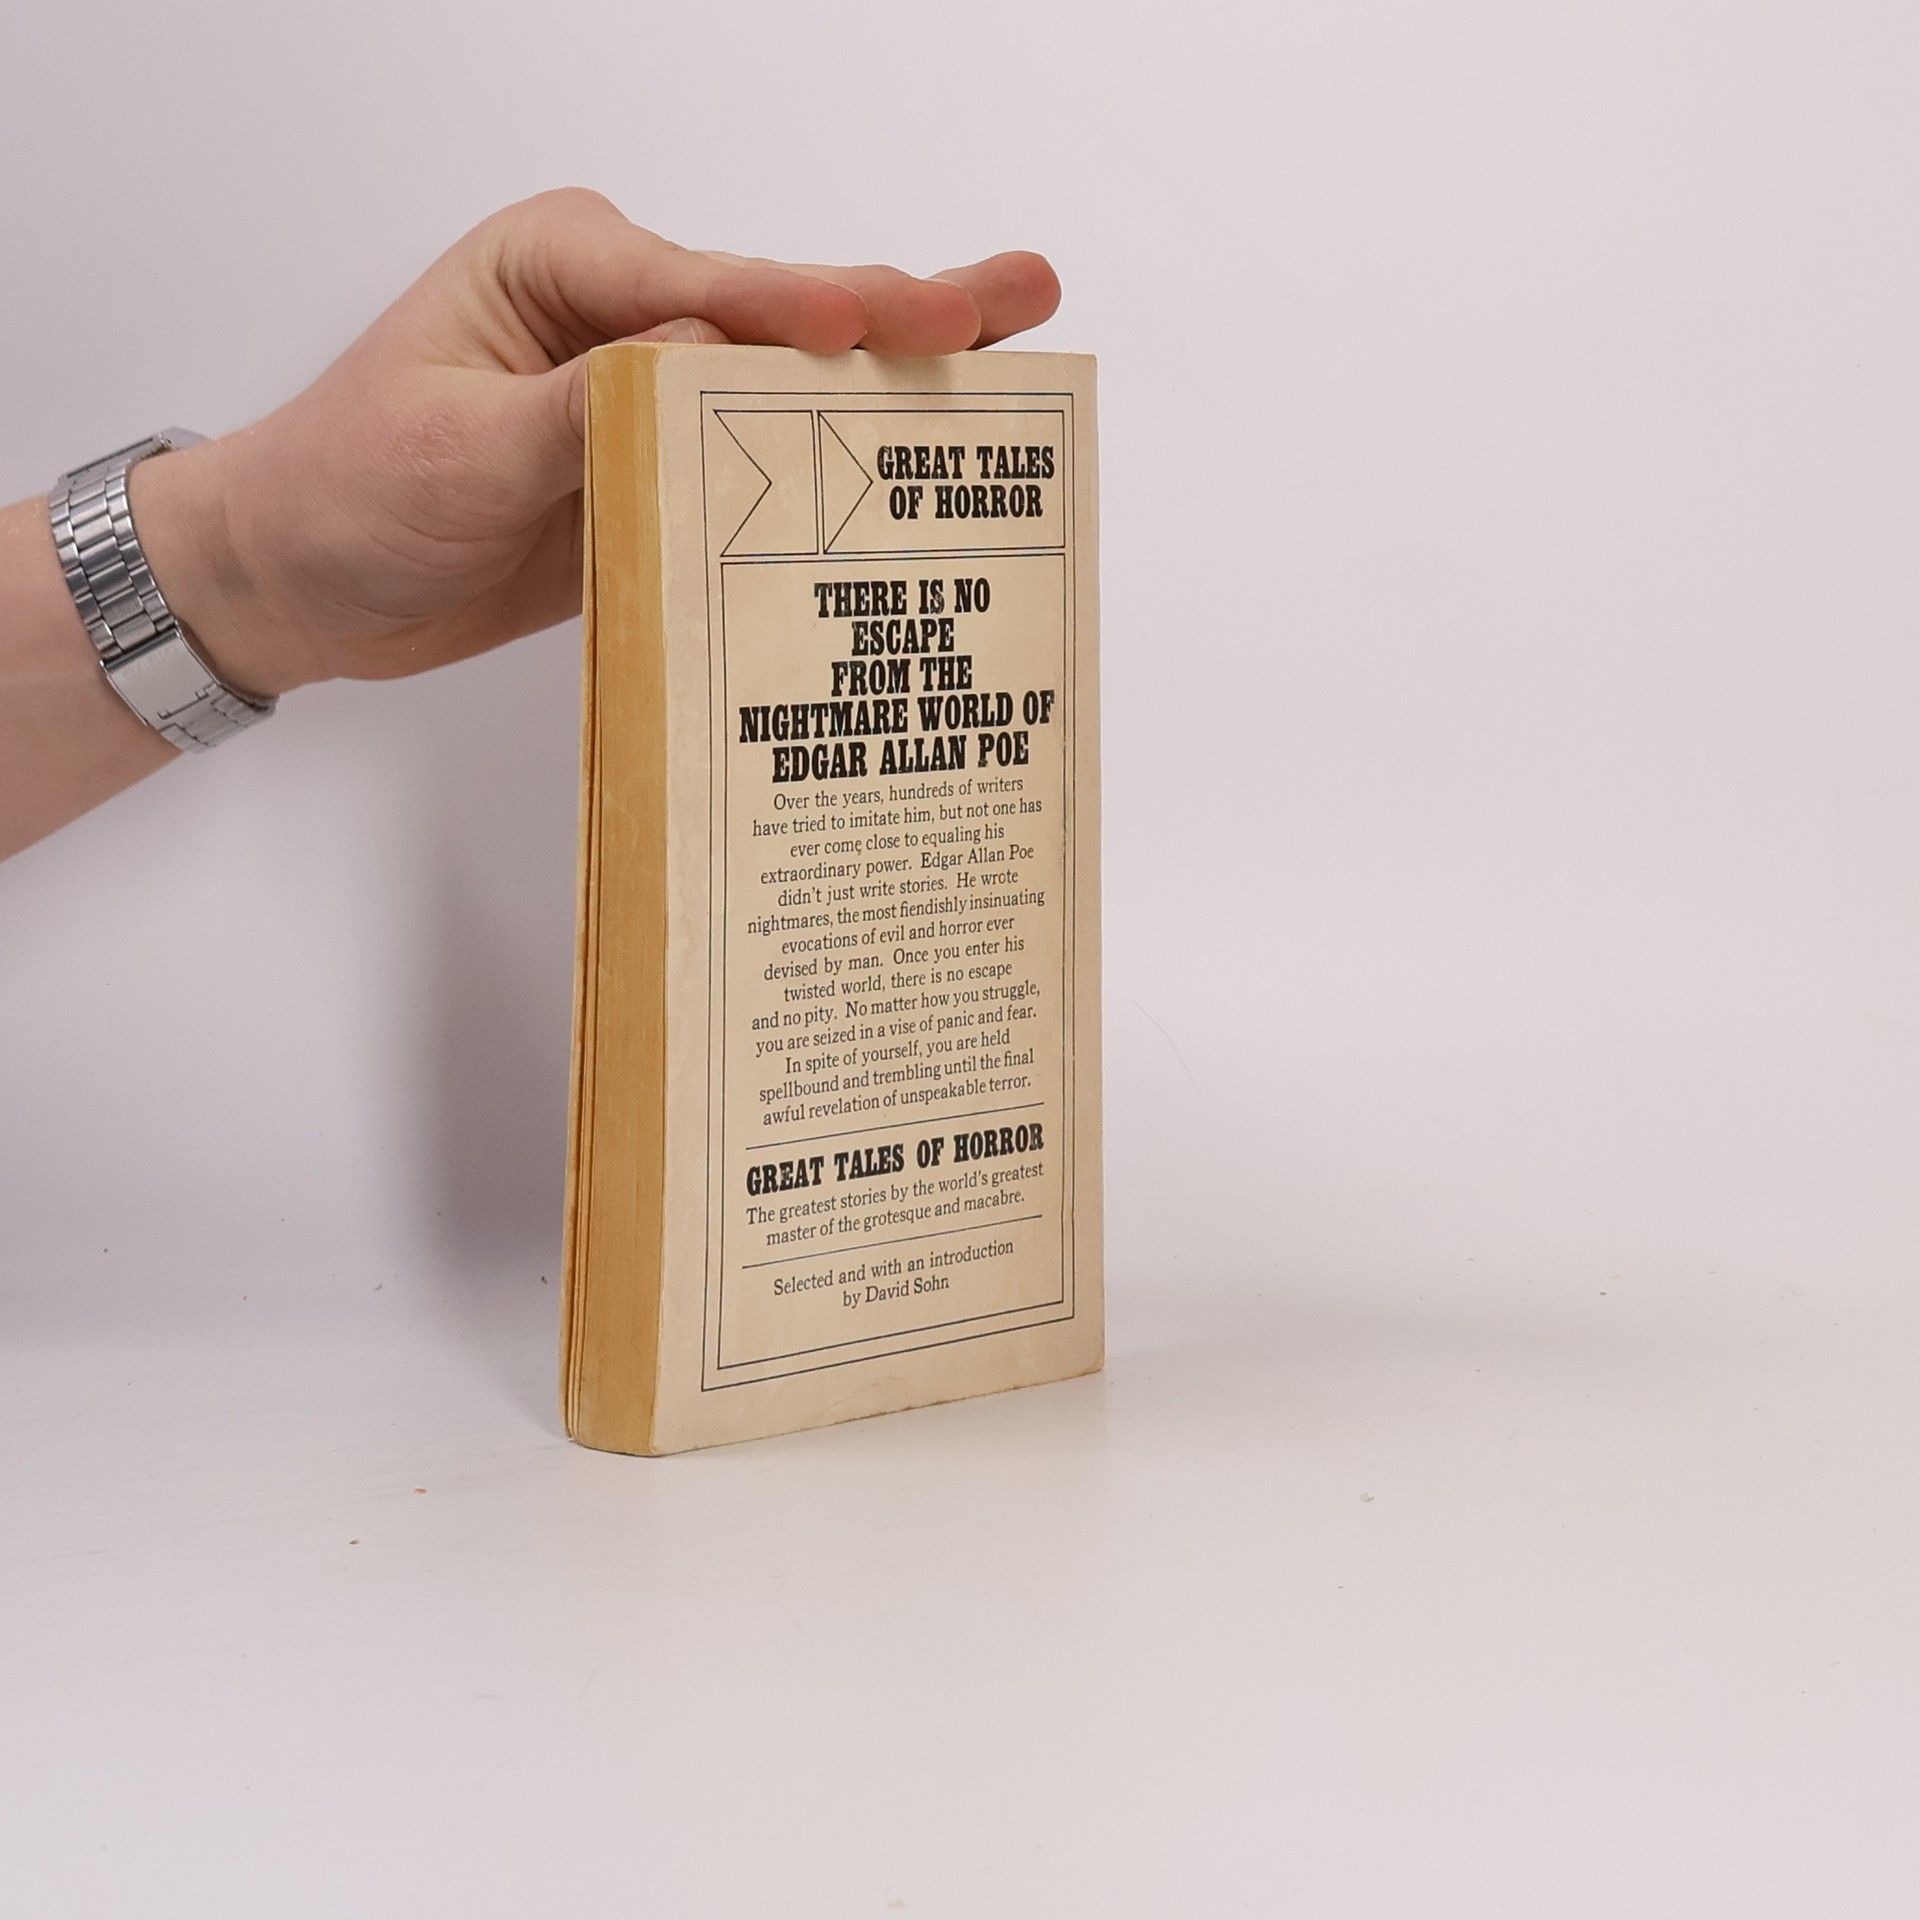 GREAT TALES
OF HORROR
THERE IS NO
ESCAPE
FROM THE
NIGHTMARE WORLD OF
EDGAR ALLAN POE
Over the years, hundreds of writers
have tried to imitate him, but not one has
ever come close to equaling his
extraordinary power. Edgar Allan Poe
didn't just write stories. He wrote
nightmares, the most fiendishly insinuating
evocations of evil and horror ever
devised by man. Once you enter his
twisted world, there is no escape
and no pity. No matter how you struggle,
you are seized in a vise of panic and fear.
In spite of yourself, you are held
spellbound and trembling until the final
awful revelation of unspeakable terror.
GREAT TALES OF HORROR
The greatest stories by the world's greatest
master of the grotesque and macabre.
Selected and with an introduction
by David Sohn